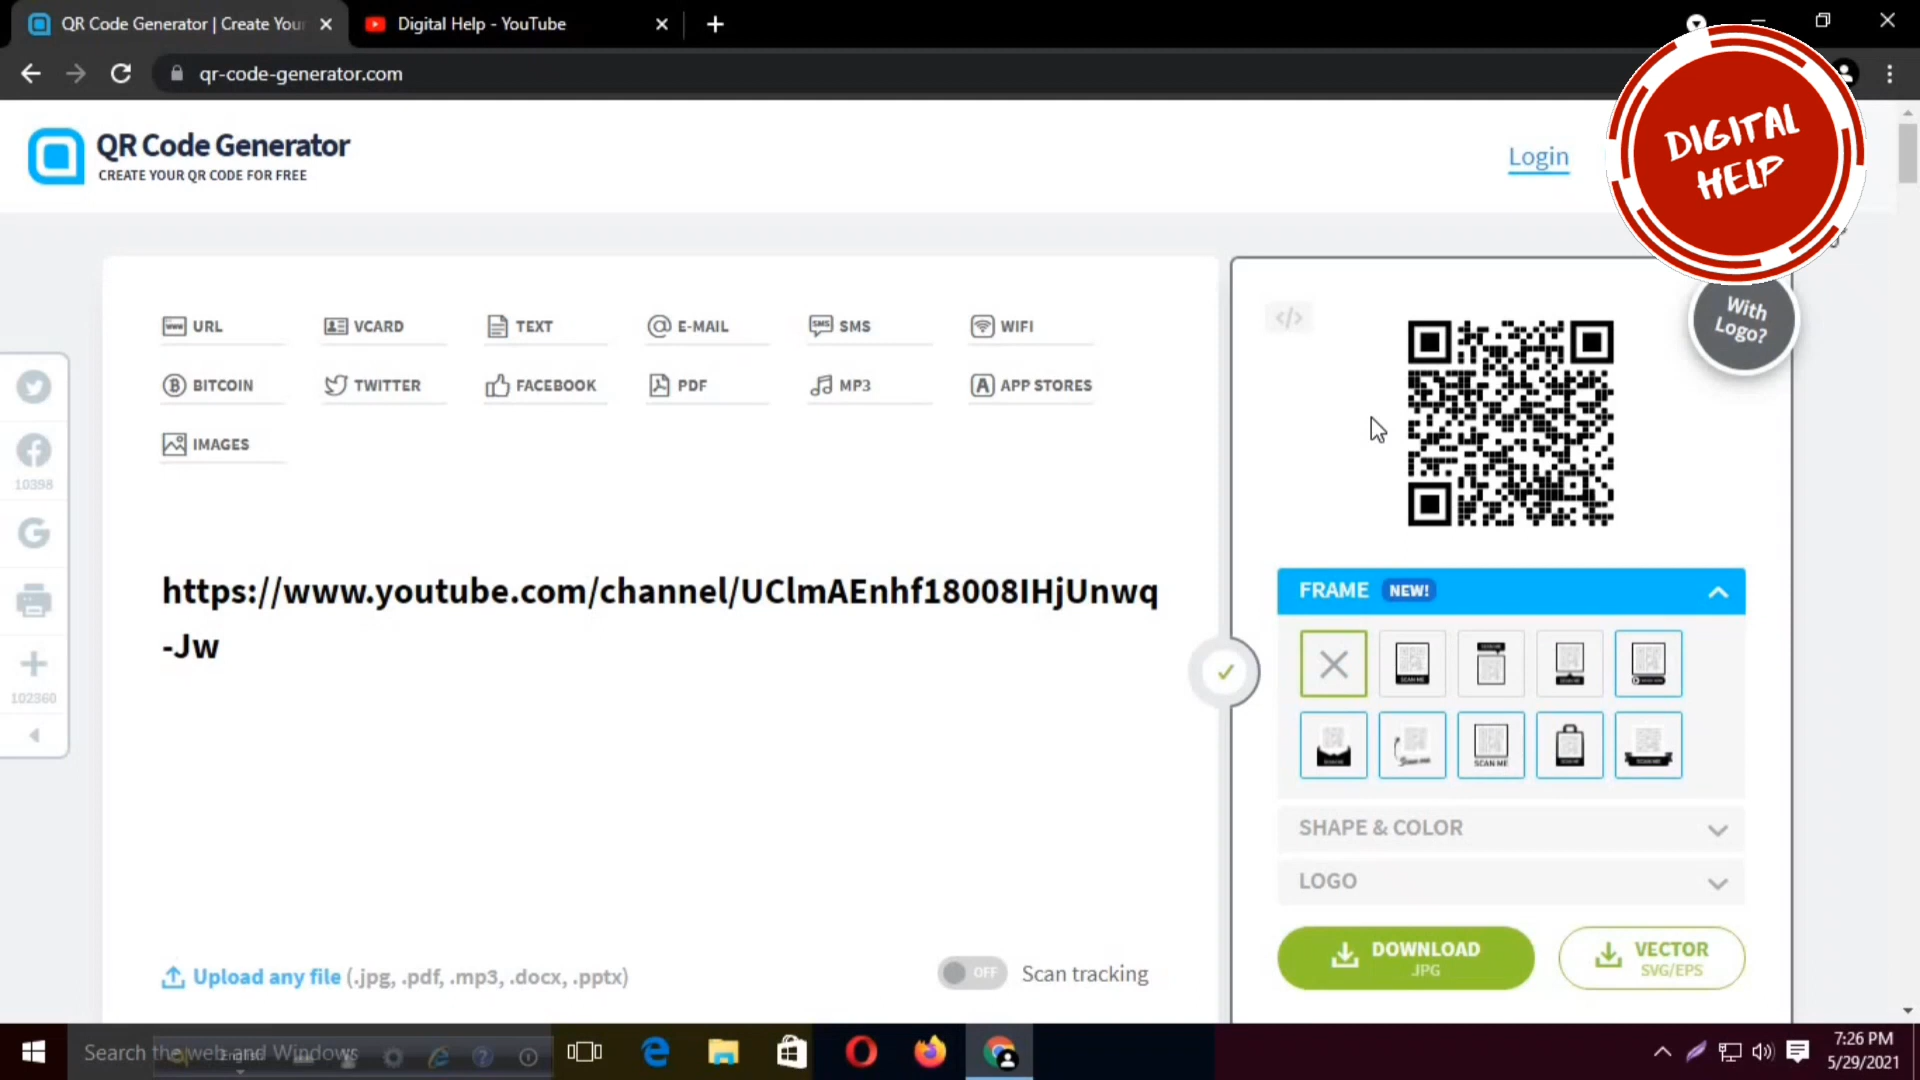 QR Code Generator | Create You
Digital Help - YouTube
qr-code-generator.com
DIGITAL
HELP
QR Code Generator
CREATE YOUR QR CODE FOR FREE
Login
With
Logo?
URL
VCARD
TEXT
E-MAIL
SMS
WIFI
BITCOIN
TWITTER
FACEBOOK
PDF
MP3
APP STORES
IMAGES
10398
102360
https://www.youtube.com/channel/UClmAEnhf18008IHjUnwq
-Jw
FRAME NEW!
SCAN ME
SHAPE & COLOR
LOGO
DOWNLOAD
.JPG
VECTOR
SVG/EPS
Upload any file (.jpg, .pdf, .mp3, .docx, .pptx)
OFF
Scan tracking
Search the web and Windows
English
7:26 PM
5/29/2021